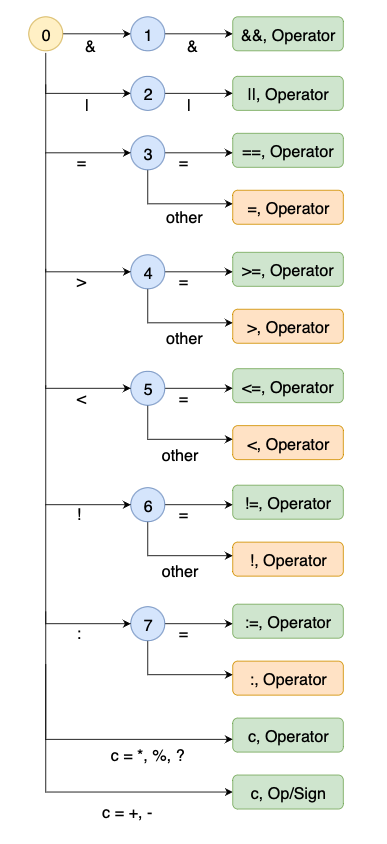 0
1
&&, Operator
&
&
2
||, Operator
|
|
3
==, Operator
=
=
=, Operator
other
4
>=, Operator
>
=
>, Operator
other
5
<=, Operator
<
=
<, Operator
other
6
!=, Operator
!
=
!, Operator
other
7
:=, Operator
:
=
:, Operator
c, Operator
c = *, %, ?
c, Op/Sign
c = +, -